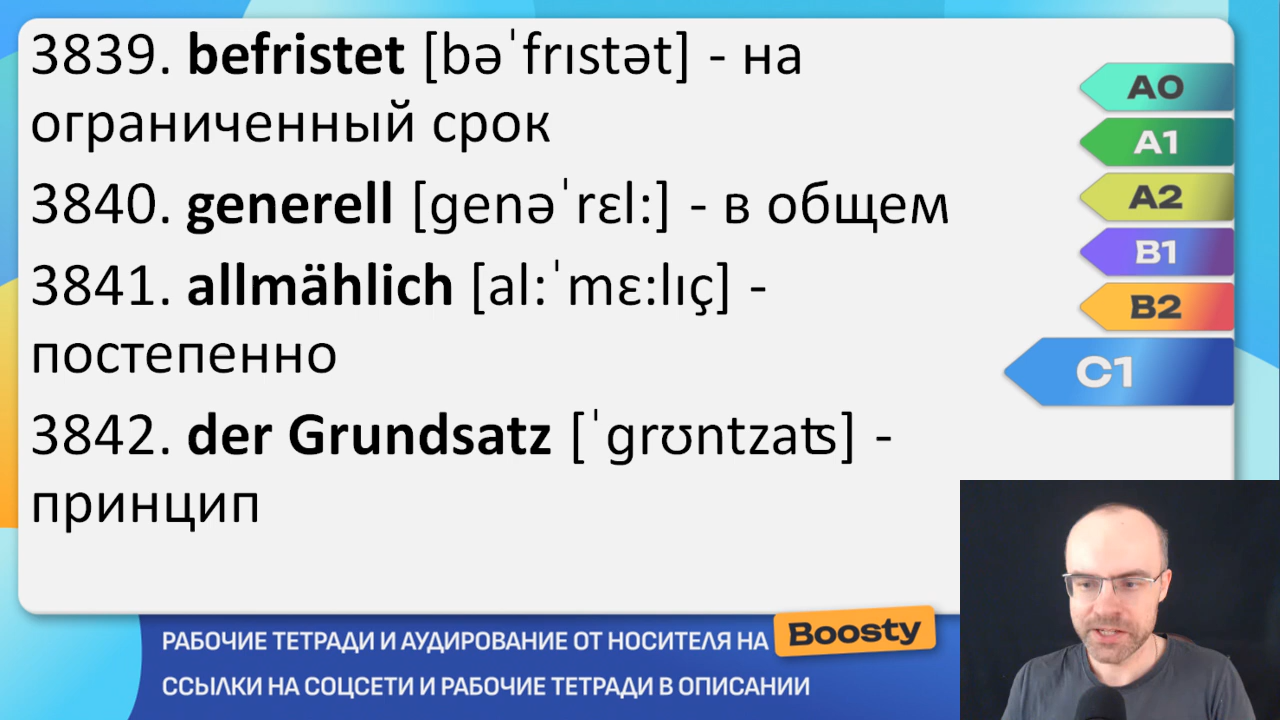 3839. befristet [bəˈfrɪstət] - на
ограниченный срок
3840. generell [ɡenəˈrɛl:] - в общем
3841. allmählich [al:ˈmɛ:lɪç] -
постепенно
3842. der Grundsatz [ˈɡrʊntzaʦ] -
принцип
A0
A1
A2
B1
B2
C1
РАБОЧИЕ ТЕТРАДИ И АУДИРОВАНИЕ ОТ НОСИТЕЛЯ НА Boosty
ССЫЛКИ НА СОЦСЕТИ И РАБОЧИЕ ТЕТРАДИ В ОПИСАНИИ